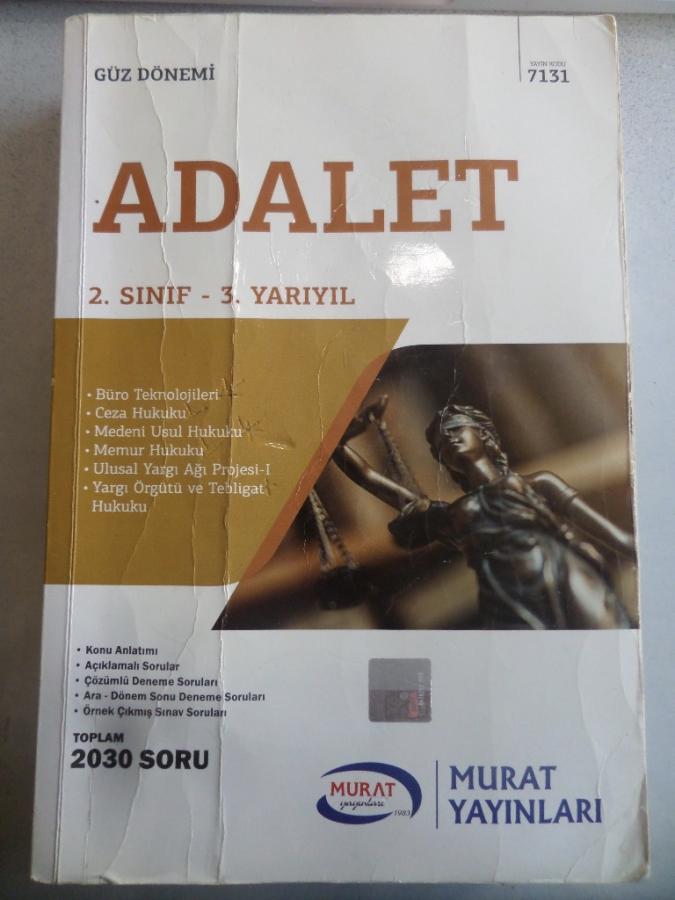 GÜZ DÖNEMİ
YAYIN KODU
7131
ADALET
2. SINIF - 3. YARIYIL
• Büro Teknolojileri
• Ceza Hukuku
• Medeni Usul Hukuku
• Memur Hukuku
• Ulusal Yargı Ağı Projesi-I
• Yargı Örgütü ve Tebligat
Hukuku
• Konu Anlatımı
• Açıklamalı Sorular
• Çözümlü Deneme Soruları
• Ara - Dönem Sonu Deneme Soruları
• Örnek Çıkmış Sınav Soruları
TOPLAM
2030 SORU
MURAT
yayınları
1983
MURAT
YAYINLARI